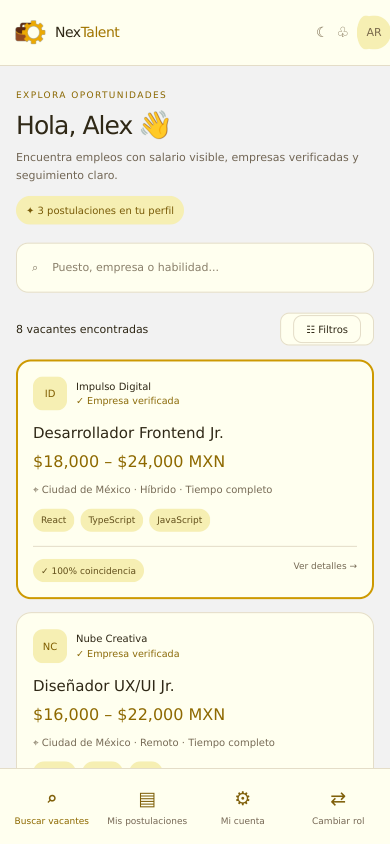 NexTalent
AR
EXPLORA OPORTUNIDADES
Hola, Alex 👋
Encuentra empleos con salario visible, empresas verificadas y
seguimiento claro.
✦ 3 postulaciones en tu perfil
Puesto, empresa o habilidad...
8 vacantes encontradas
☷ Filtros
ID
Impulso Digital
✓ Empresa verificada
Desarrollador Frontend Jr.
$18,000 – $24,000 MXN
⌖ Ciudad de México · Híbrido · Tiempo completo
React
TypeScript
JavaScript
✓ 100% coincidencia
Ver detalles →
NC
Nube Creativa
✓ Empresa verificada
Diseñador UX/UI Jr.
$16,000 – $22,000 MXN
⌖ Ciudad de México · Remoto · Tiempo completo
Buscar vacantes
Mis postulaciones
Mi cuenta
Cambiar rol